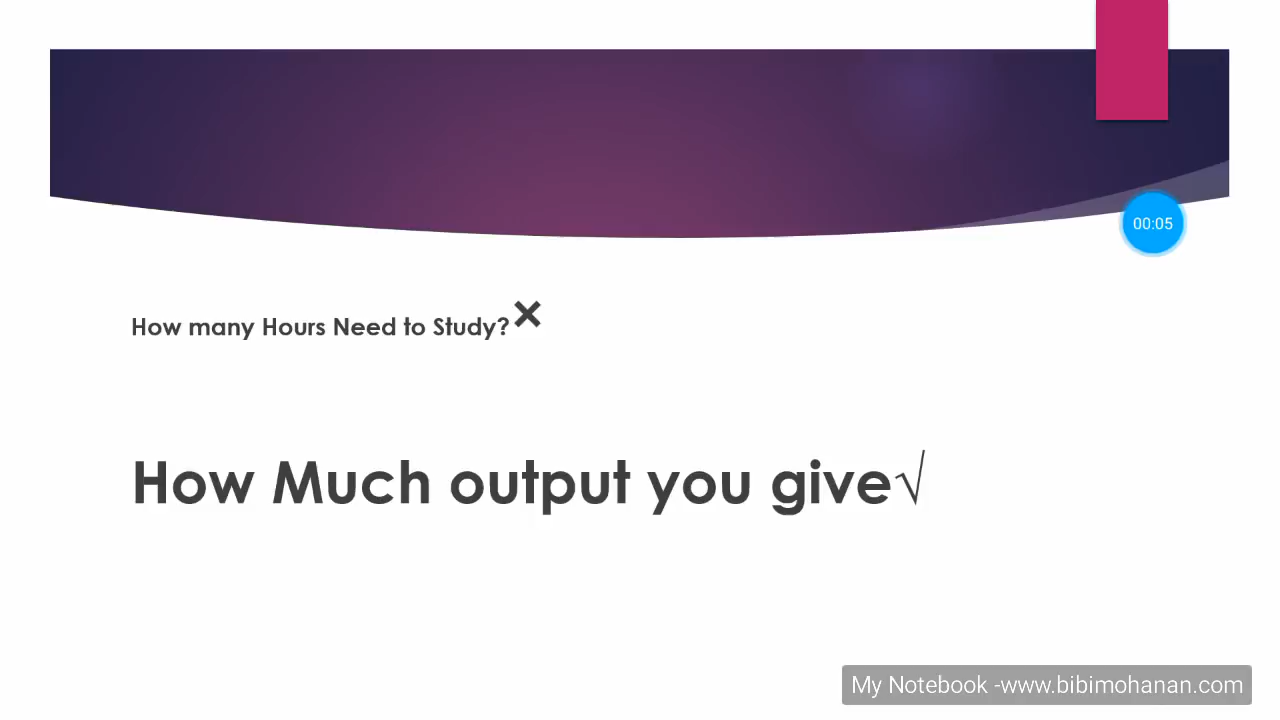 00:05
How many Hours Need to Study?×
How Much output you give√
My Notebook -www.bibimohanan.com